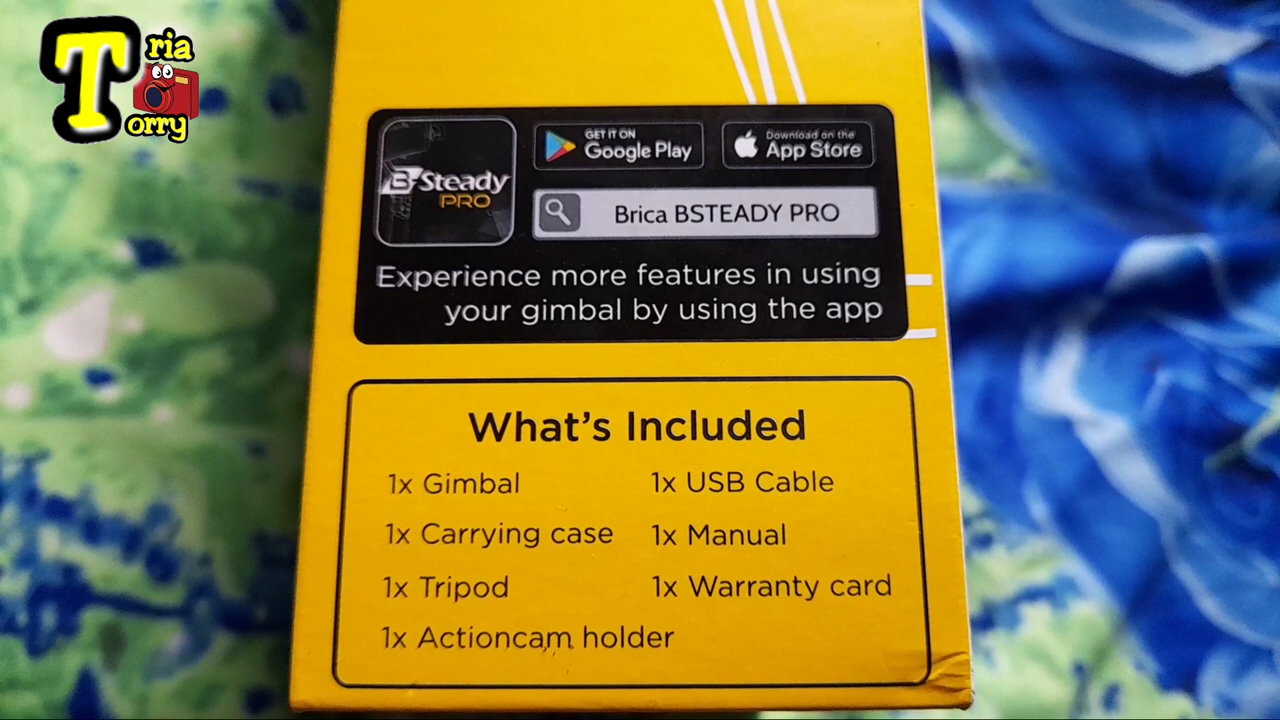 Tria
Torry
B-Steady
PRO
GET IT ON
Google Play
Download on the
App Store
Brica BSTEADY PRO
Experience more features in using
your gimbal by using the app
What's Included
1x Gimbal
1x USB Cable
1x Carrying case
1x Manual
1x Tripod
1x Warranty card
1x Actioncam holder